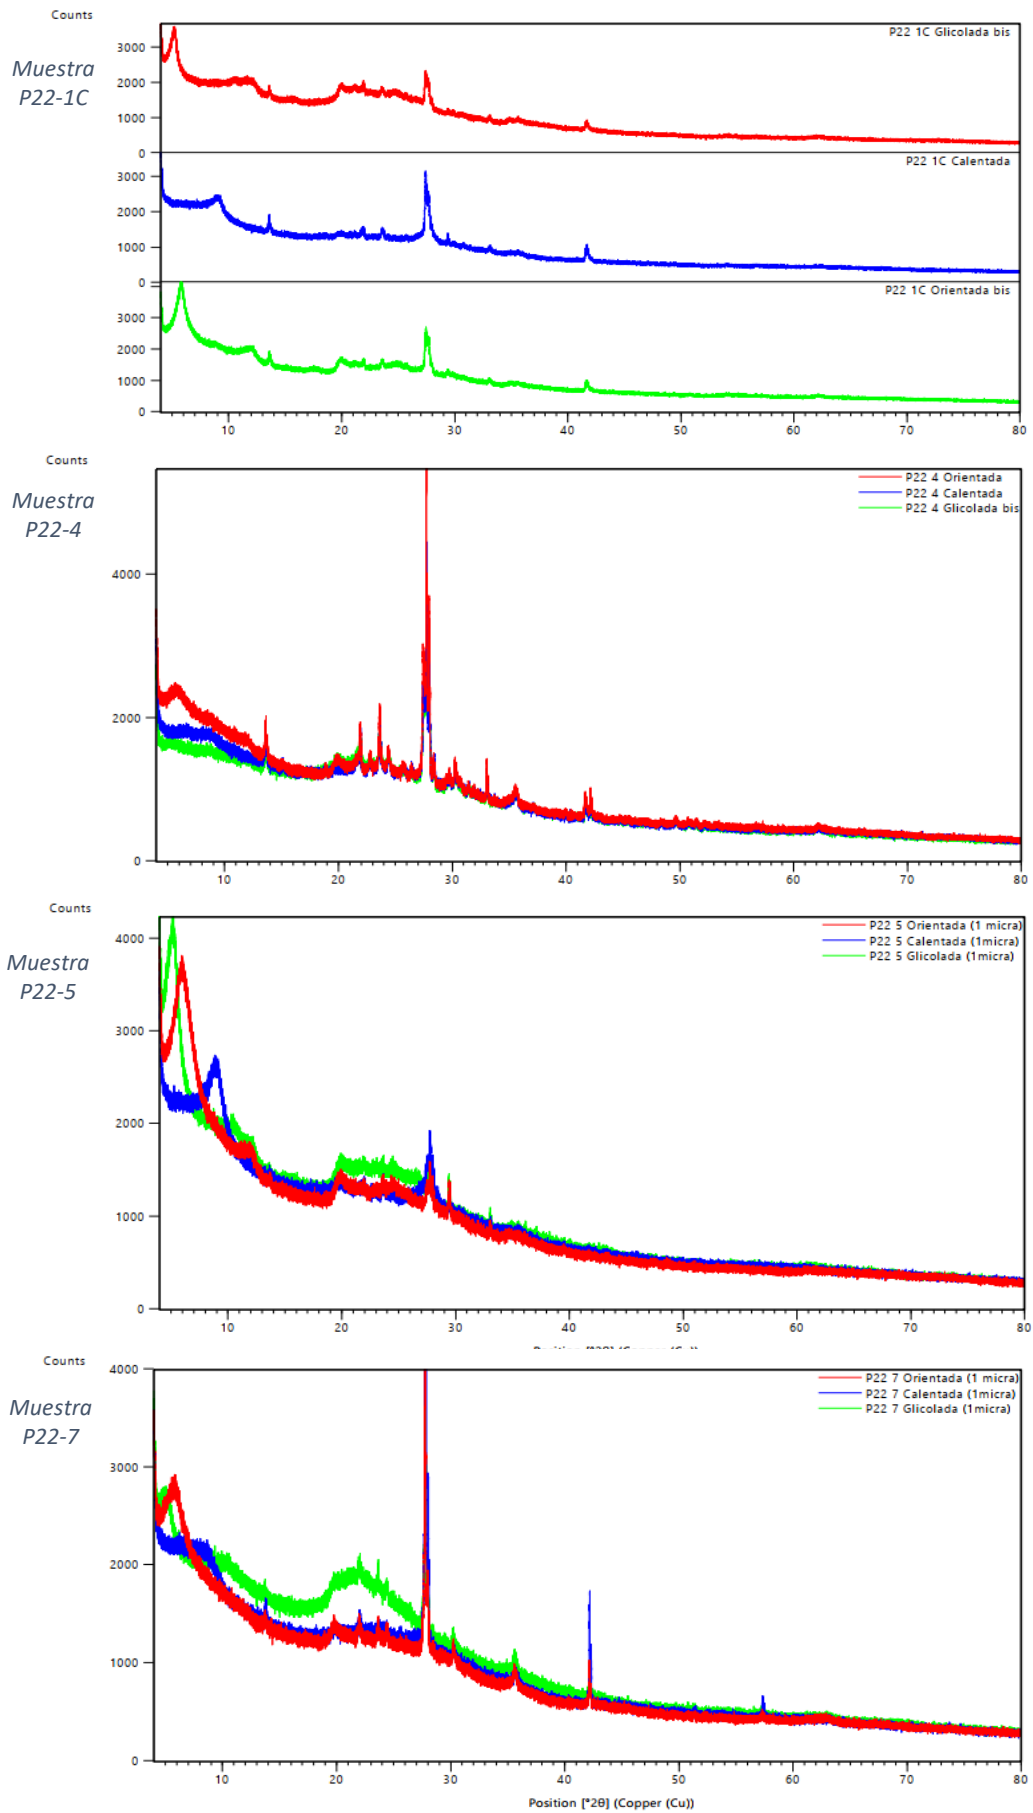 Counts
Muestra
P22-1C
P22 1C Glicolada bis
3000
2000
1000
0
P22 1C Calentada
3000
2000
1000
0
P22 1C Orientada bis
3000
2000
1000
0
10 20 30 40 50 60 70 80
Counts
Muestra
P22-4
P22 4 Orientada
P22 4 Calentada
P22 4 Glicolada bis
4000
2000
0
10 20 30 40 50 60 70 80
Counts
Muestra
P22-5
P22 5 Orientada (1 micra)
P22 5 Calentada (1micra)
P22 5 Glicolada (1micra)
4000
3000
2000
1000
0
10 20 30 40 50 60 70 80
Position [°2θ] (Copper (Cu))
Counts
Muestra
P22-7
P22 7 Orientada (1 micra)
P22 7 Calentada (1micra)
P22 7 Glicolada (1micra)
4000
3000
2000
1000
0
10 20 30 40 50 60 70 80
Position [°2θ] (Copper (Cu))